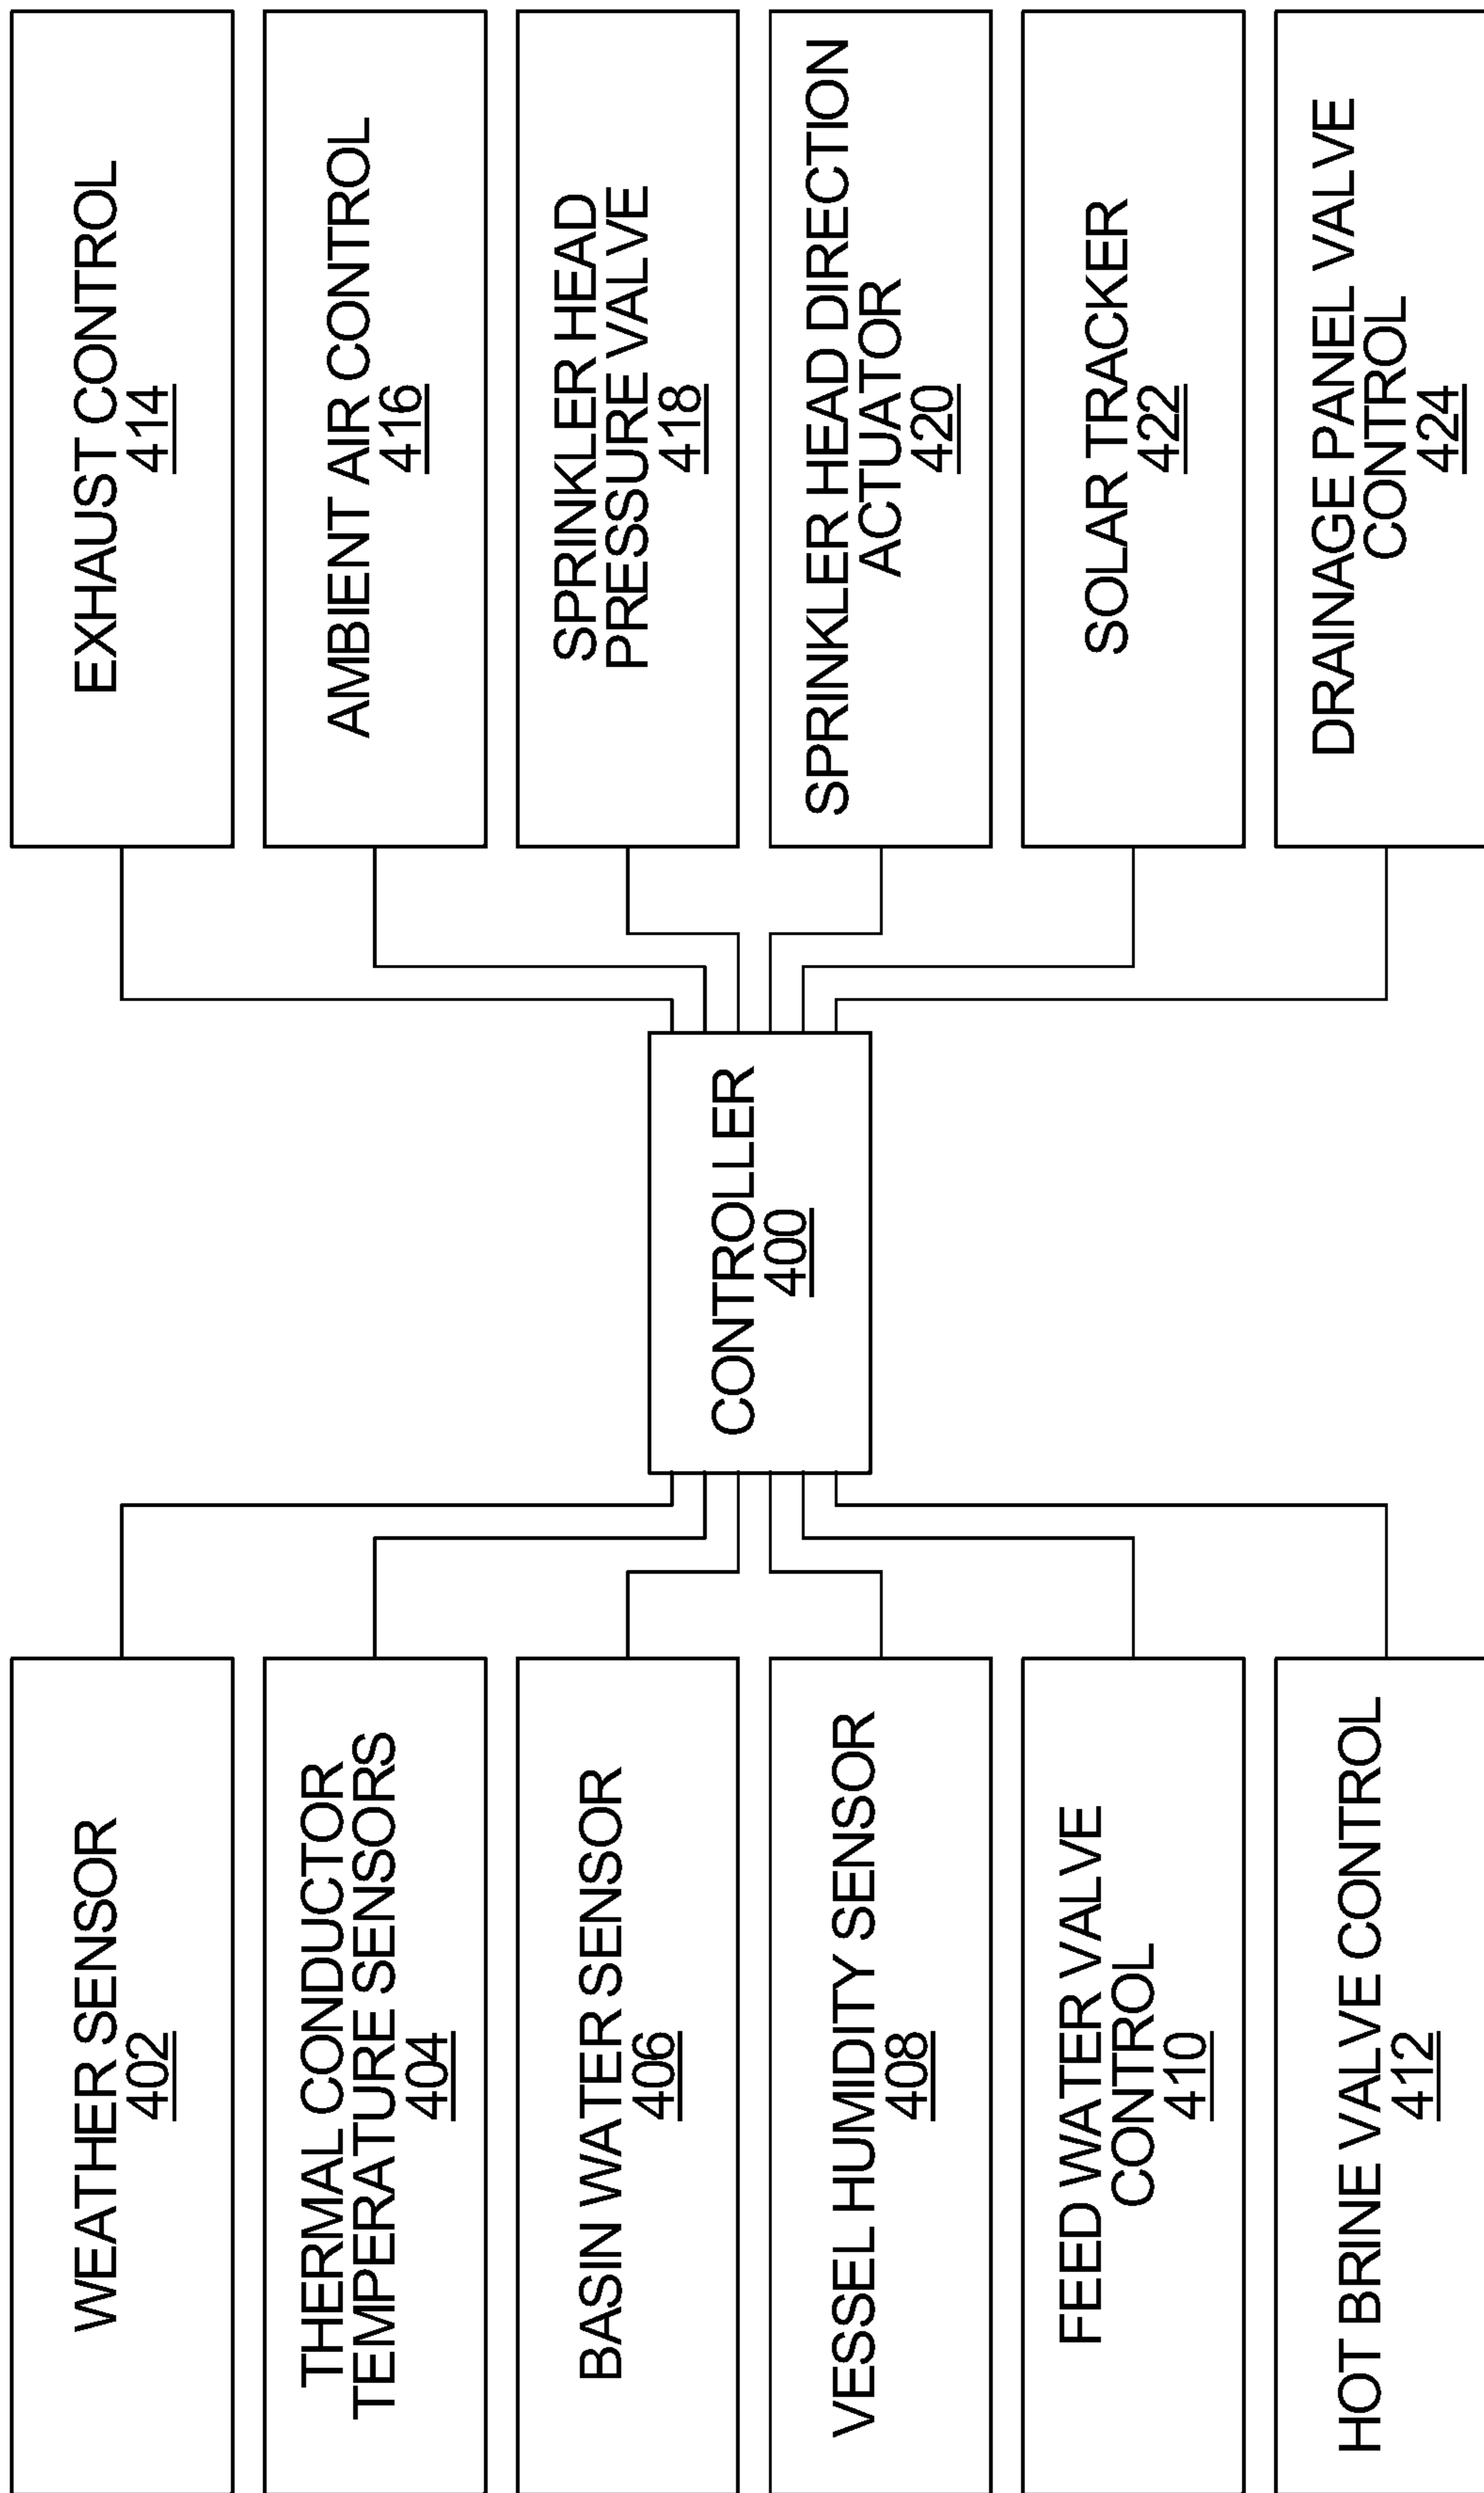 WEATHER SENSOR
402
THERMAL CONDUCTOR
TEMPERATURE SENSORS
404
BASIN WATER SENSOR
406
VESSEL HUMIDITY SENSOR
408
FEED WATER VALVE
CONTROL
410
HOT BRINE VALVE CONTROL
412
CONTROLLER
400
EXHAUST CONTROL
414
AMBIENT AIR CONTROL
416
SPRINKLER HEAD
PRESSURE VALVE
418
SPRINKLER HEAD DIRECTION
ACTUATOR
420
SOLAR TRACKER
422
DRAINAGE PANEL VALVE
CONTROL
424